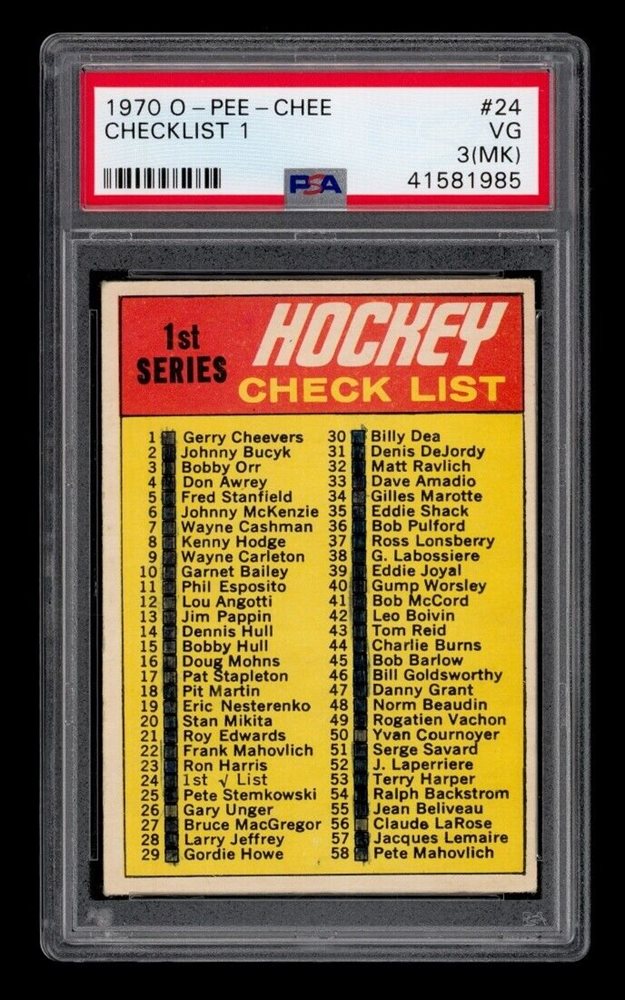 1970 O-PEE-CHEE #24
CHECKLIST 1 VG
3(MK)
PSA 41581985
1st
SERIES
HOCKEY
CHECK LIST
1 Gerry Cheevers
2 Johnny Bucyk
3 Bobby Orr
4 Don Awrey
5 Fred Stanfield
6 Johnny McKenzie
7 Wayne Cashman
8 Kenny Hodge
9 Wayne Carleton
10 Garnet Bailey
11 Phil Esposito
12 Lou Angotti
13 Jim Pappin
14 Dennis Hull
15 Bobby Hull
16 Doug Mohns
17 Pat Stapleton
18 Pit Martin
19 Eric Nesterenko
20 Stan Mikita
21 Roy Edwards
22 Frank Mahovlich
23 Ron Harris
24 1st √ List
25 Pete Stemkowski
26 Gary Unger
27 Bruce MacGregor
28 Larry Jeffrey
29 Gordie Howe
30 Billy Dea
31 Denis DeJordy
32 Matt Ravlich
33 Dave Amadio
34 Gilles Marotte
35 Eddie Shack
36 Bob Pulford
37 Ross Lonsberry
38 G. Labossiere
39 Eddie Joyal
40 Gump Worsley
41 Bob McCord
42 Leo Boivin
43 Tom Reid
44 Charlie Burns
45 Bob Barlow
46 Bill Goldsworthy
47 Danny Grant
48 Norm Beaudin
49 Rogatien Vachon
50 Yvan Cournoyer
51 Serge Savard
52 J. Laperriere
53 Terry Harper
54 Ralph Backstrom
55 Jean Beliveau
56 Claude LaRose
57 Jacques Lemaire
58 Pete Mahovlich